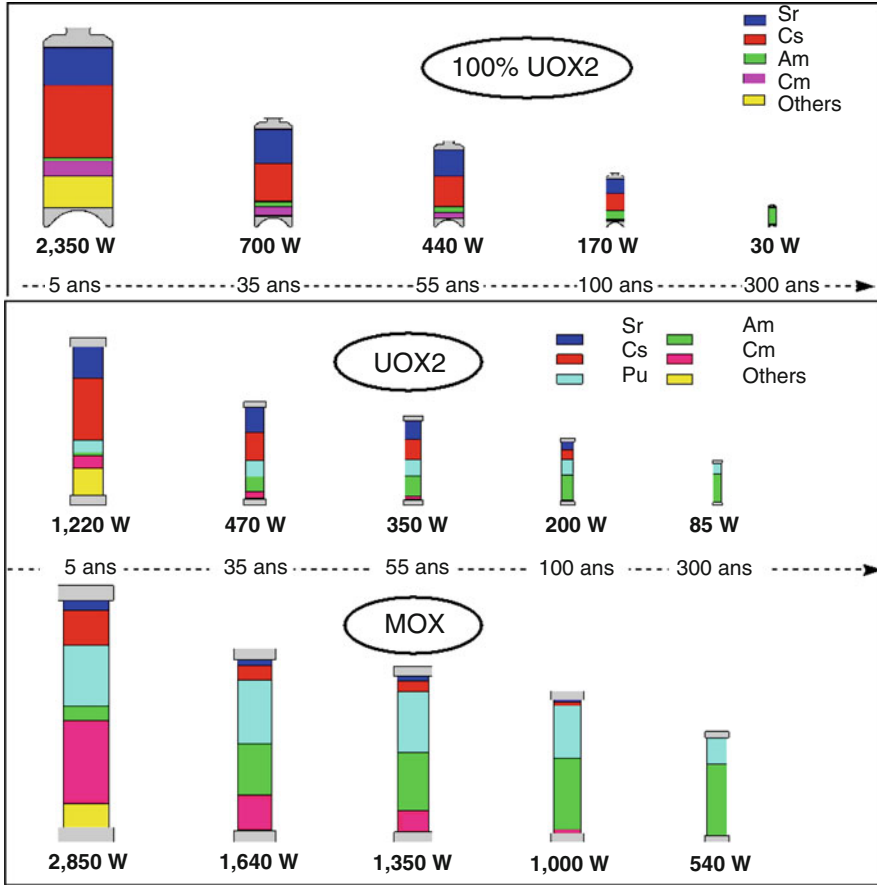 100% UOX2
Sr
Cs
Am
Cm
Others
2,350 W 700 W 440 W 170 W 30 W
5 ans 35 ans 55 ans 100 ans 300 ans
UOX2
Sr Am
Cs Cm
Pu Others
1,220 W 470 W 350 W 200 W 85 W
5 ans 35 ans 55 ans 100 ans 300 ans
MOX
2,850 W 1,640 W 1,350 W 1,000 W 540 W